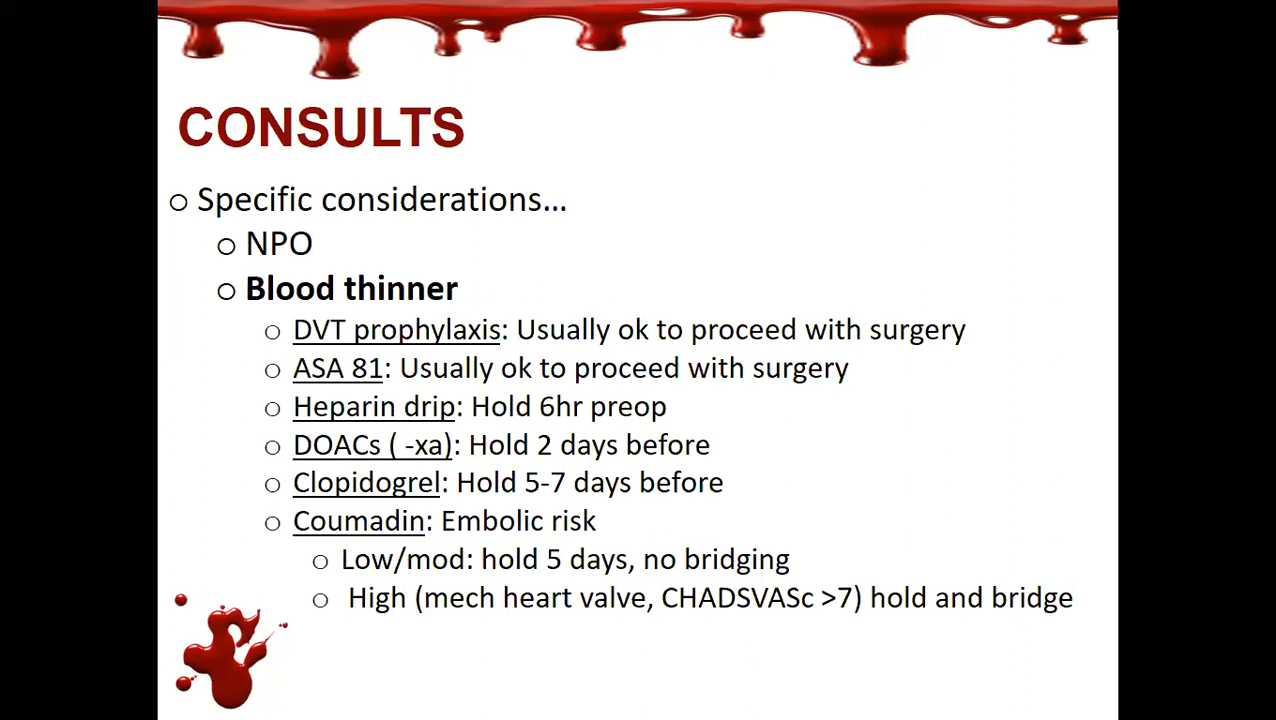 CONSULTS
Specific considerations...
NPO
Blood thinner
DVT prophylaxis: Usually ok to proceed with surgery
ASA 81: Usually ok to proceed with surgery
Heparin drip: Hold 6hr preop
DOACs ( -xa): Hold 2 days before
Clopidogrel: Hold 5-7 days before
Coumadin: Embolic risk
Low/mod: hold 5 days, no bridging
High (mech heart valve, CHADSVASc >7) hold and bridge